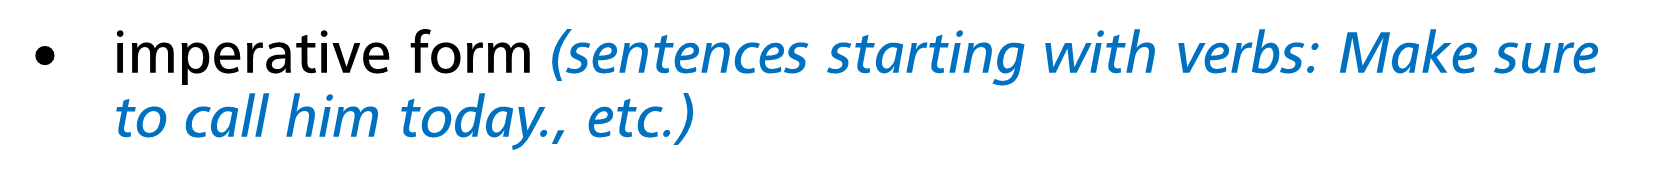 • imperative form (sentences starting with verbs: Make sure
to call him today., etc.)